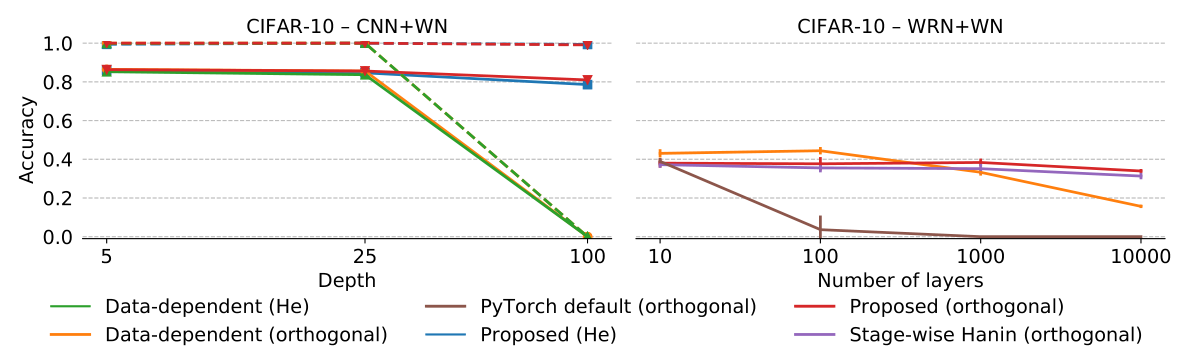 CIFAR-10 – CNN+WN
CIFAR-10 – WRN+WN
Accuracy
1.0
0.8
0.6
0.4
0.2
0.0
5 25 100
10 100 1000 10000
Depth
Number of layers
Data-dependent (He)
PyTorch default (orthogonal)
Proposed (orthogonal)
Data-dependent (orthogonal)
Proposed (He)
Stage-wise Hanin (orthogonal)